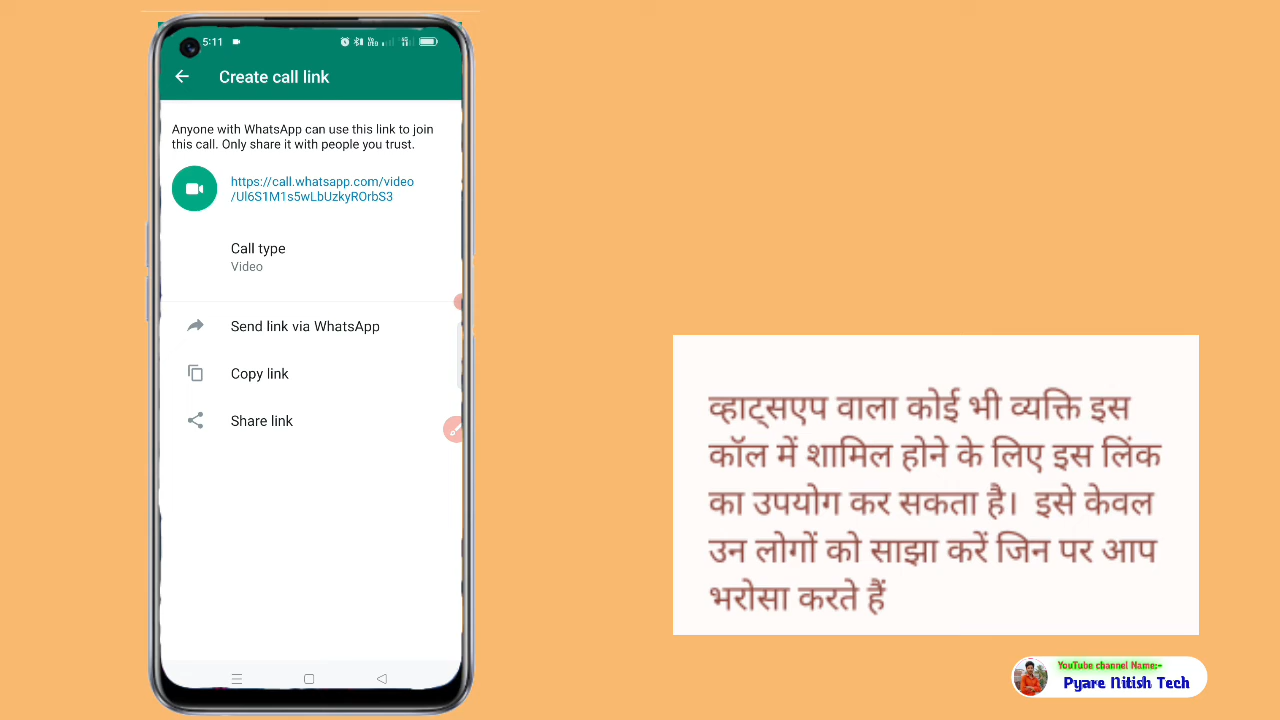 5:11
Create call link
Anyone with WhatsApp can use this link to join
this call. Only share it with people you trust.
https://call.whatsapp.com/video
/Ul6S1M1s5wLbUzkyROrbS3
Call type
Video
Send link via WhatsApp
Copy link
Share link
व्हाट्सएप वाला कोई भी व्यक्ति इस
कॉल में शामिल होने के लिए इस लिंक
का उपयोग कर सकता है। इसे केवल
उन लोगों को साझा करें जिन पर आप
भरोसा करते हैं
YouTube channel Name:-
Pyare Nitish Tech